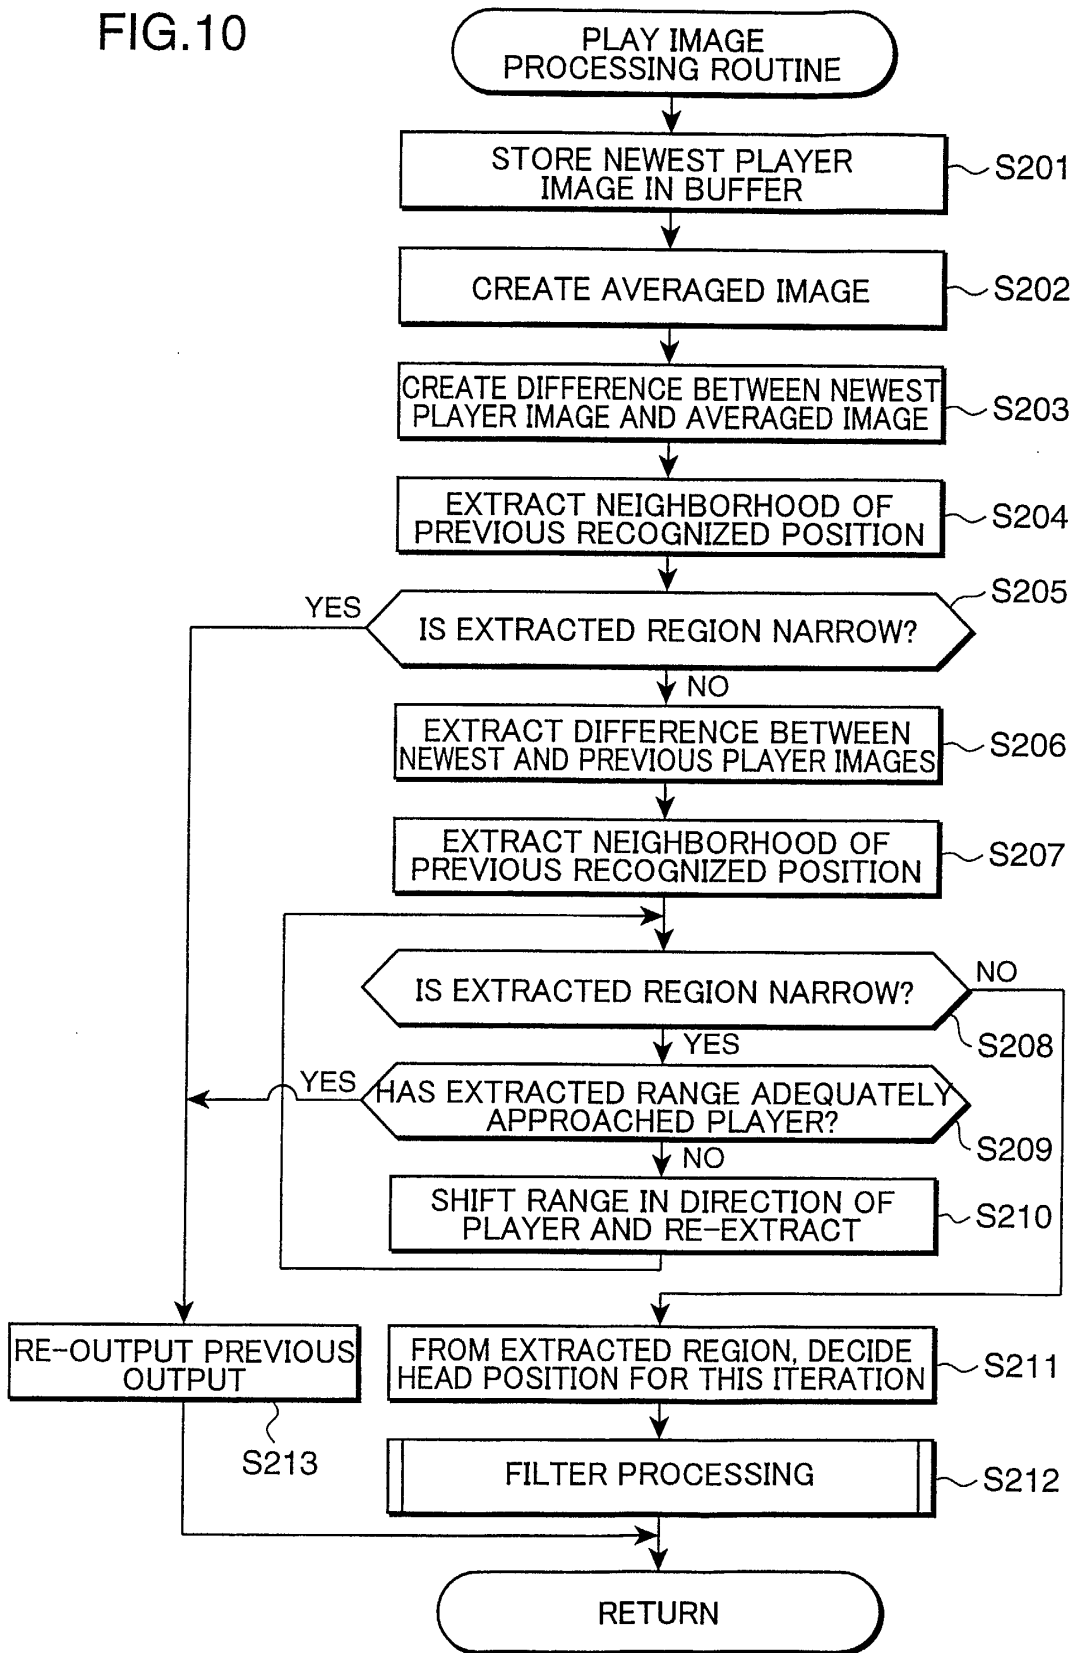 FIG.10
PLAY IMAGE
PROCESSING ROUTINE
STORE NEWEST PLAYER
IMAGE IN BUFFER
S201
CREATE AVERAGED IMAGE
S202
CREATE DIFFERENCE BETWEEN NEWEST
PLAYER IMAGE AND AVERAGED IMAGE
S203
EXTRACT NEIGHBORHOOD OF
PREVIOUS RECOGNIZED POSITION
S204
S205
YES
IS EXTRACTED REGION NARROW?
NO
EXTRACT DIFFERENCE BETWEEN
NEWEST AND PREVIOUS PLAYER IMAGES
S206
EXTRACT NEIGHBORHOOD OF
PREVIOUS RECOGNIZED POSITION
S207
IS EXTRACTED REGION NARROW?
NO
S208
YES
YES
HAS EXTRACTED RANGE ADEQUATELY
APPROACHED PLAYER?
S209
NO
SHIFT RANGE IN DIRECTION OF
PLAYER AND RE-EXTRACT
S210
RE-OUTPUT PREVIOUS
OUTPUT
S213
FROM EXTRACTED REGION, DECIDE
HEAD POSITION FOR THIS ITERATION
S211
FILTER PROCESSING
S212
RETURN